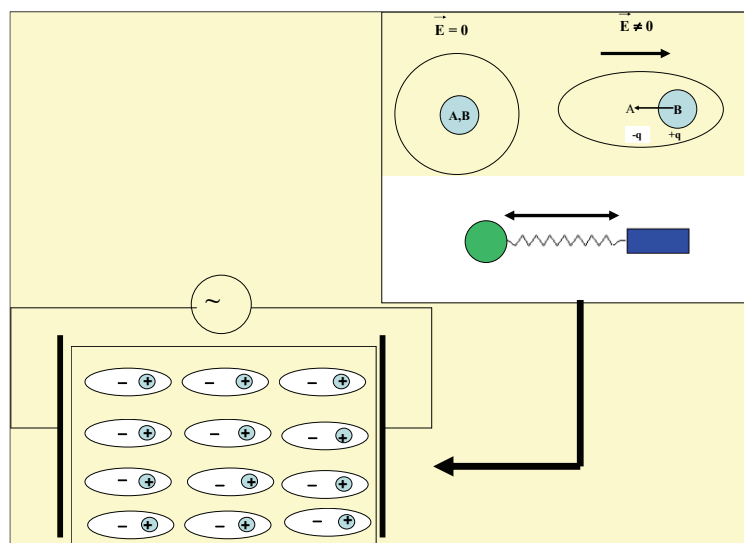 E = 0
E ≠ 0
A,B
A
B
-q
+q
~
− + − + − +
− + − + − +
− + − + − +
− + − + − +